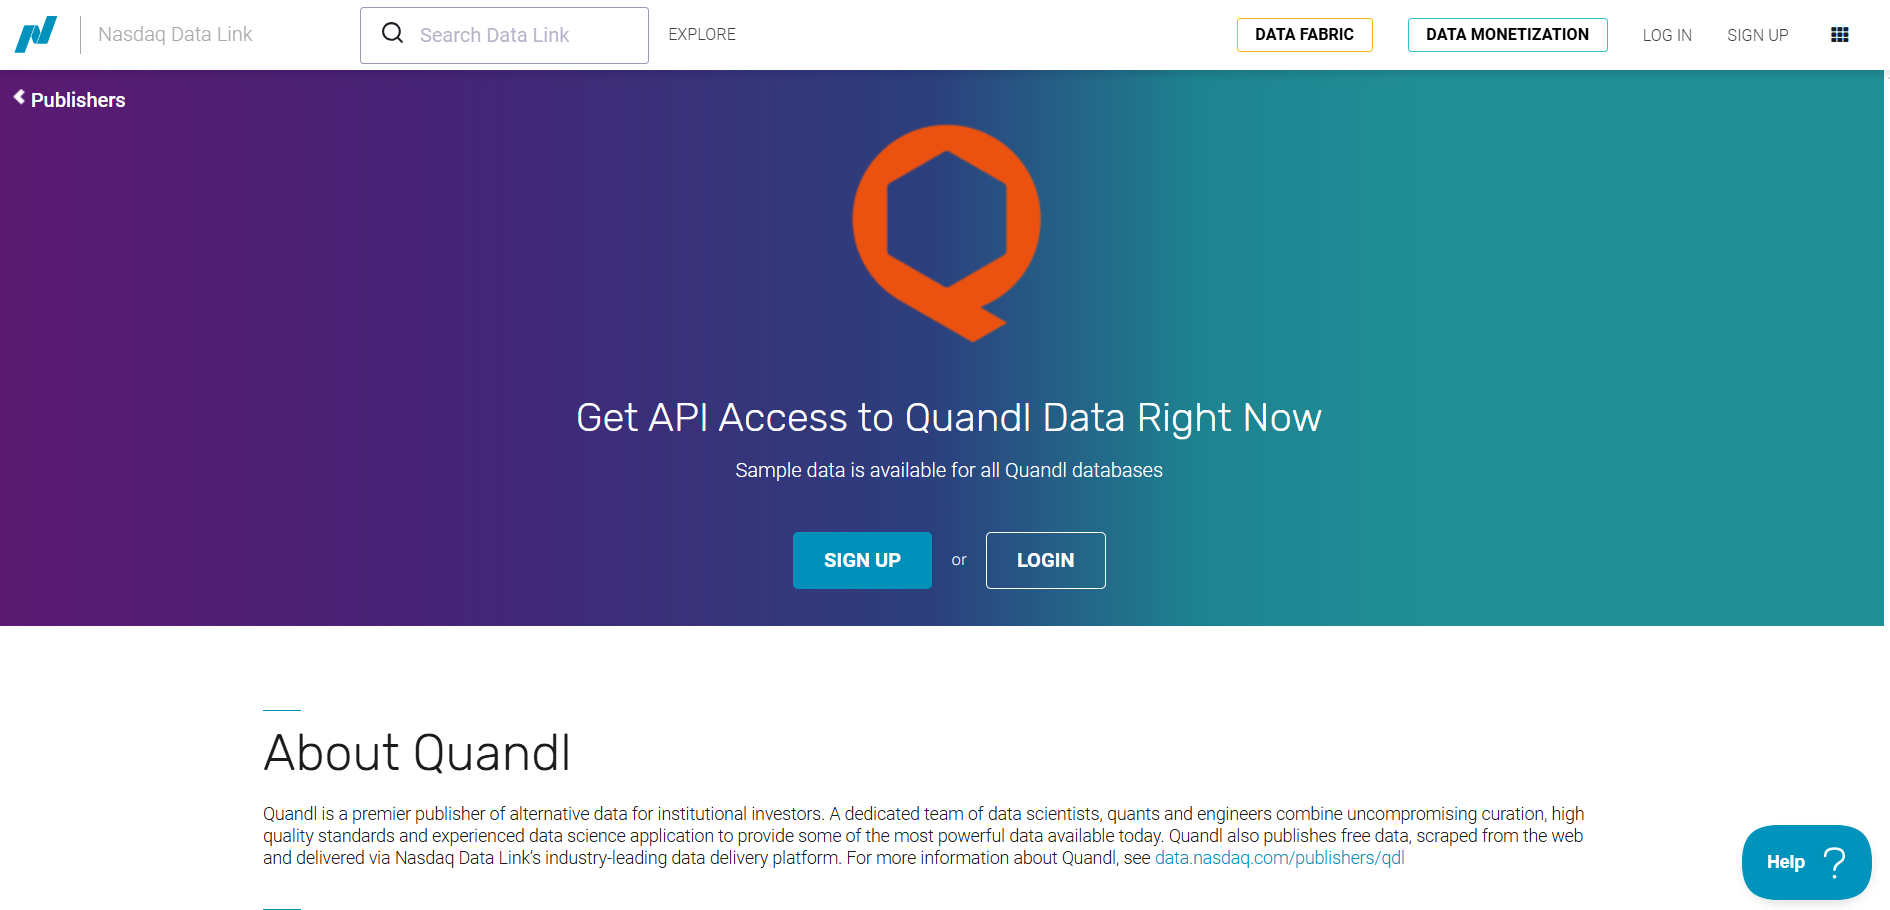 Nasdaq Data Link
Search Data Link
EXPLORE
DATA FABRIC
DATA MONETIZATION
LOG IN
SIGN UP
Publishers
Get API Access to Quandl Data Right Now
Sample data is available for all Quandl databases
SIGN UP
or
LOGIN
About Quandl
Quandl is a premier publisher of alternative data for institutional investors. A dedicated team of data scientists, quants and engineers combine uncompromising curation, high
quality standards and experienced data science application to provide some of the most powerful data available today. Quandl also publishes free data, scraped from the web
and delivered via Nasdaq Data Link’s industry-leading data delivery platform. For more information about Quandl, see data.nasdaq.com/publishers/qdl
Help ?